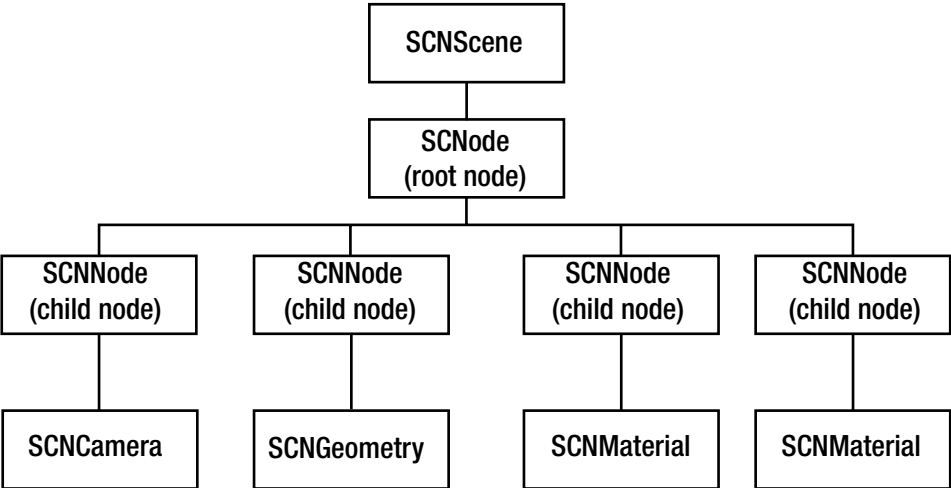 SCNScene
SCNode
(root node)
SCNNode
(child node)
SCNNode
(child node)
SCNNode
(child node)
SCNNode
(child node)
SCNCamera
SCNGeometry
SCNMaterial
SCNMaterial